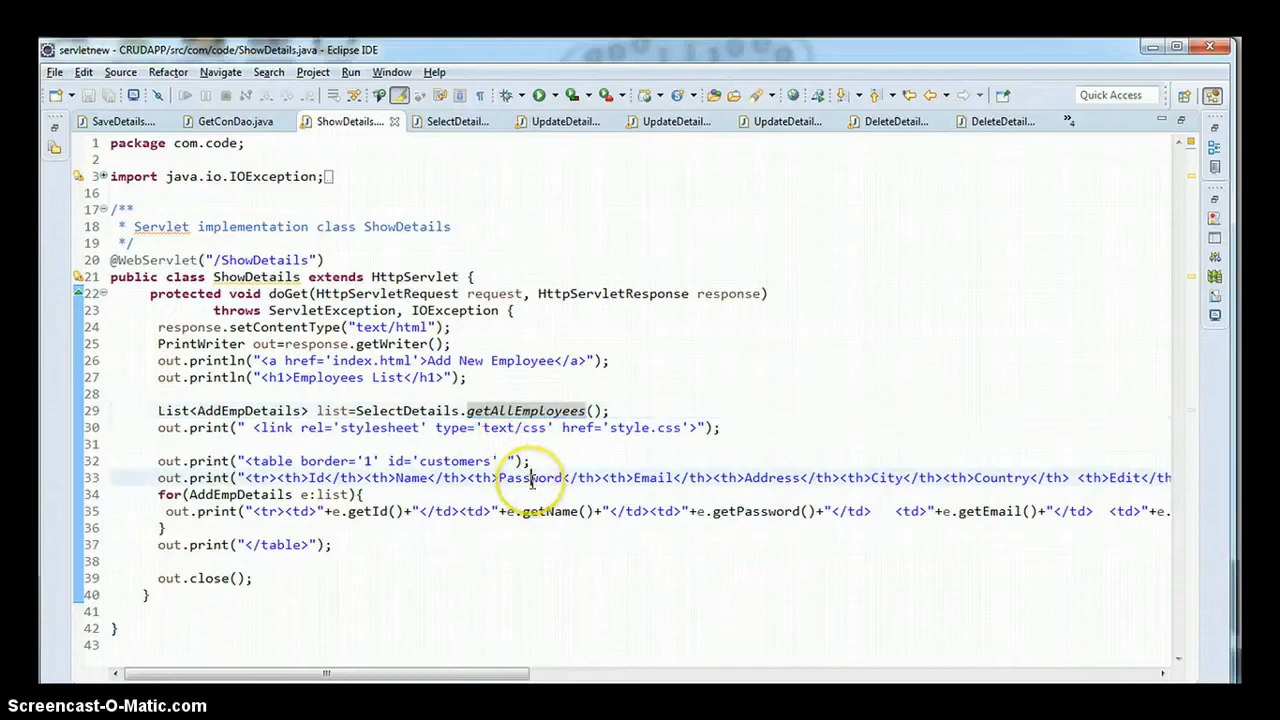 servletnew - CRUDAPP/src/com/code/ShowDetails.java - Eclipse IDE
File Edit Source Refactor Navigate Search Project Run Window Help
Quick Access
SaveDetails.... GetConDao.java ShowDetails.... SelectDetail... UpdateDetail... UpdateDetail... UpdateDetail... DeleteDetail... DeleteDetail... »4
1 package com.code;
2
3 import java.io.IOException;
16
17 /**
18 * Servlet implementation class ShowDetails
19 */
20 @WebServlet("/ShowDetails")
21 public class ShowDetails extends HttpServlet {
22 protected void doGet(HttpServletRequest request, HttpServletResponse response)
23 throws ServletException, IOException {
24 response.setContentType("text/html");
25 PrintWriter out=response.getWriter();
26 out.println("<a href='index.html'>Add New Employee</a>");
27 out.println("<h1>Employees List</h1>");
28
29 List<AddEmpDetails> list=SelectDetails.getAllEmployees();
30 out.print(" <link rel='stylesheet' type='text/css' href='style.css'>");
31
32 out.print("<table border='1' id='customers' ");
33 out.print("<tr><th>Id</th><th>Name</th><th>Password</th><th>Email</th><th>Address</th><th>City</th><th>Country</th> <th>Edit</th
34 for(AddEmpDetails e:list){
35 out.print("<tr><td>"+e.getId()+"</td><td>"+e.getName()+"</td><td>"+e.getPassword()+"</td> <td>"+e.getEmail()+"</td> <td>"+e.
36 }
37 out.print("</table>");
38
39 out.close();
40 }
41
42 }
43
Screencast-O-Matic.com